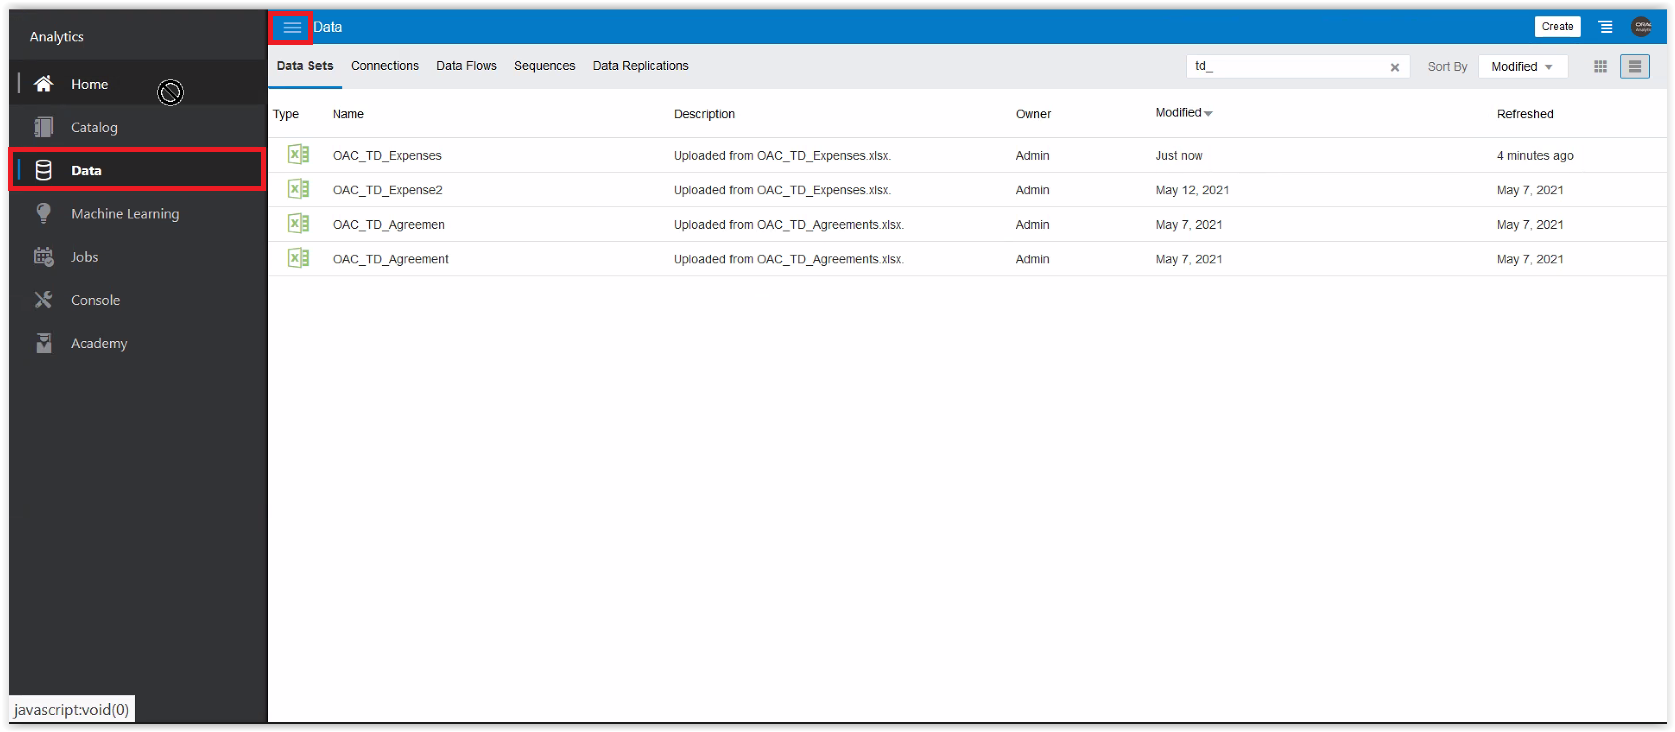 Analytics
Home
Catalog
Data
Machine Learning
Jobs
Console
Academy
javascript:void(0)
Data
Create
Data Sets Connections Data Flows Sequences Data Replications
td_
Sort By Modified
Type Name Description Owner Modified Refreshed
OAC_TD_Expenses Uploaded from OAC_TD_Expenses.xlsx. Admin Just now 4 minutes ago
OAC_TD_Expense2 Uploaded from OAC_TD_Expenses.xlsx. Admin May 12, 2021 May 7, 2021
OAC_TD_Agreemen Uploaded from OAC_TD_Agreements.xlsx. Admin May 7, 2021 May 7, 2021
OAC_TD_Agreement Uploaded from OAC_TD_Agreements.xlsx. Admin May 7, 2021 May 7, 2021